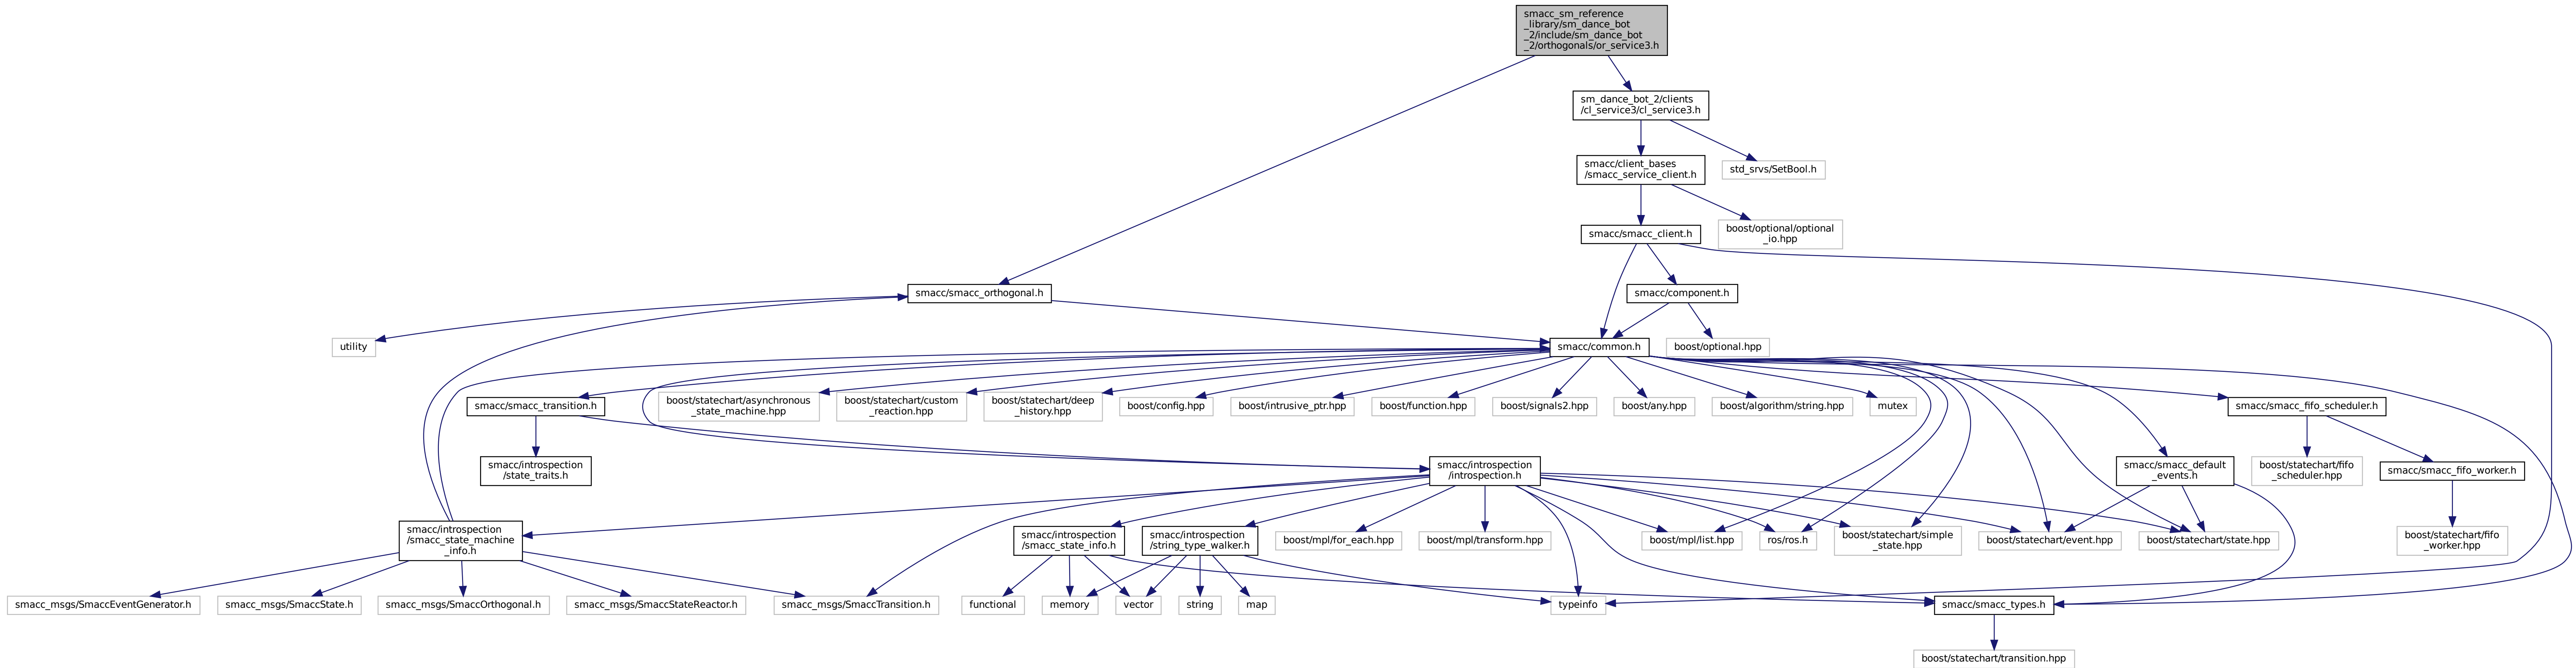 smacc_sm_reference
_library/sm_dance_bot
_2/include/sm_dance_bot
_2/orthogonals/or_service3.h
sm_dance_bot_2/clients
/cl_service3/cl_service3.h
smacc/client_bases
/smacc_service_client.h
std_srvs/SetBool.h
smacc/smacc_client.h
boost/optional/optional
_io.hpp
smacc/smacc_orthogonal.h
smacc/component.h
utility
smacc/common.h
boost/optional.hpp
smacc/smacc_transition.h
boost/statechart/asynchronous
_state_machine.hpp
boost/statechart/custom
_reaction.hpp
boost/statechart/deep
_history.hpp
boost/config.hpp
boost/intrusive_ptr.hpp
boost/function.hpp
boost/signals2.hpp
boost/any.hpp
boost/algorithm/string.hpp
mutex
smacc/smacc_fifo_scheduler.h
smacc/introspection
/state_traits.h
smacc/introspection
/introspection.h
smacc/smacc_default
_events.h
boost/statechart/fifo
_scheduler.hpp
smacc/smacc_fifo_worker.h
smacc/introspection
/smacc_state_machine
_info.h
smacc/introspection
/smacc_state_info.h
smacc/introspection
/string_type_walker.h
boost/mpl/for_each.hpp
boost/mpl/transform.hpp
boost/mpl/list.hpp
ros/ros.h
boost/statechart/simple
_state.hpp
boost/statechart/event.hpp
boost/statechart/state.hpp
boost/statechart/fifo
_worker.hpp
smacc_msgs/SmaccEventGenerator.h
smacc_msgs/SmaccState.h
smacc_msgs/SmaccOrthogonal.h
smacc_msgs/SmaccStateReactor.h
smacc_msgs/SmaccTransition.h
functional
memory
vector
string
map
typeinfo
smacc/smacc_types.h
boost/statechart/transition.hpp